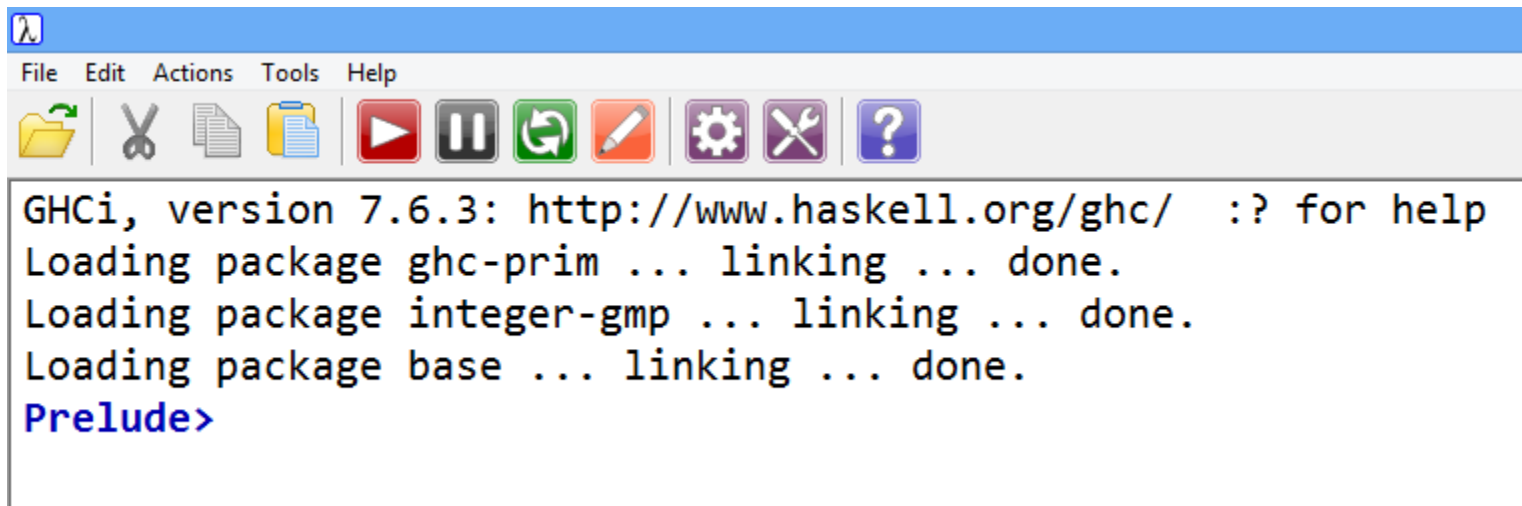 λ
File Edit Actions Tools Help
GHCi, version 7.6.3: http://www.haskell.org/ghc/  :? for help
Loading package ghc-prim ... linking ... done.
Loading package integer-gmp ... linking ... done.
Loading package base ... linking ... done.
Prelude>